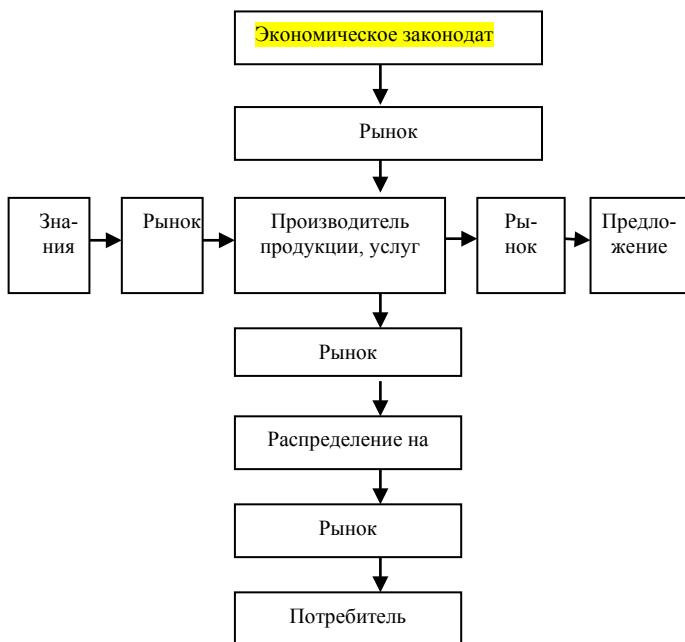 Экономическое законодат
Рынок
Зна-
ния
Рынок
Производитель
продукции, услуг
Ры-
нок
Предло-
жение
Рынок
Распределение на
Рынок
Потребитель